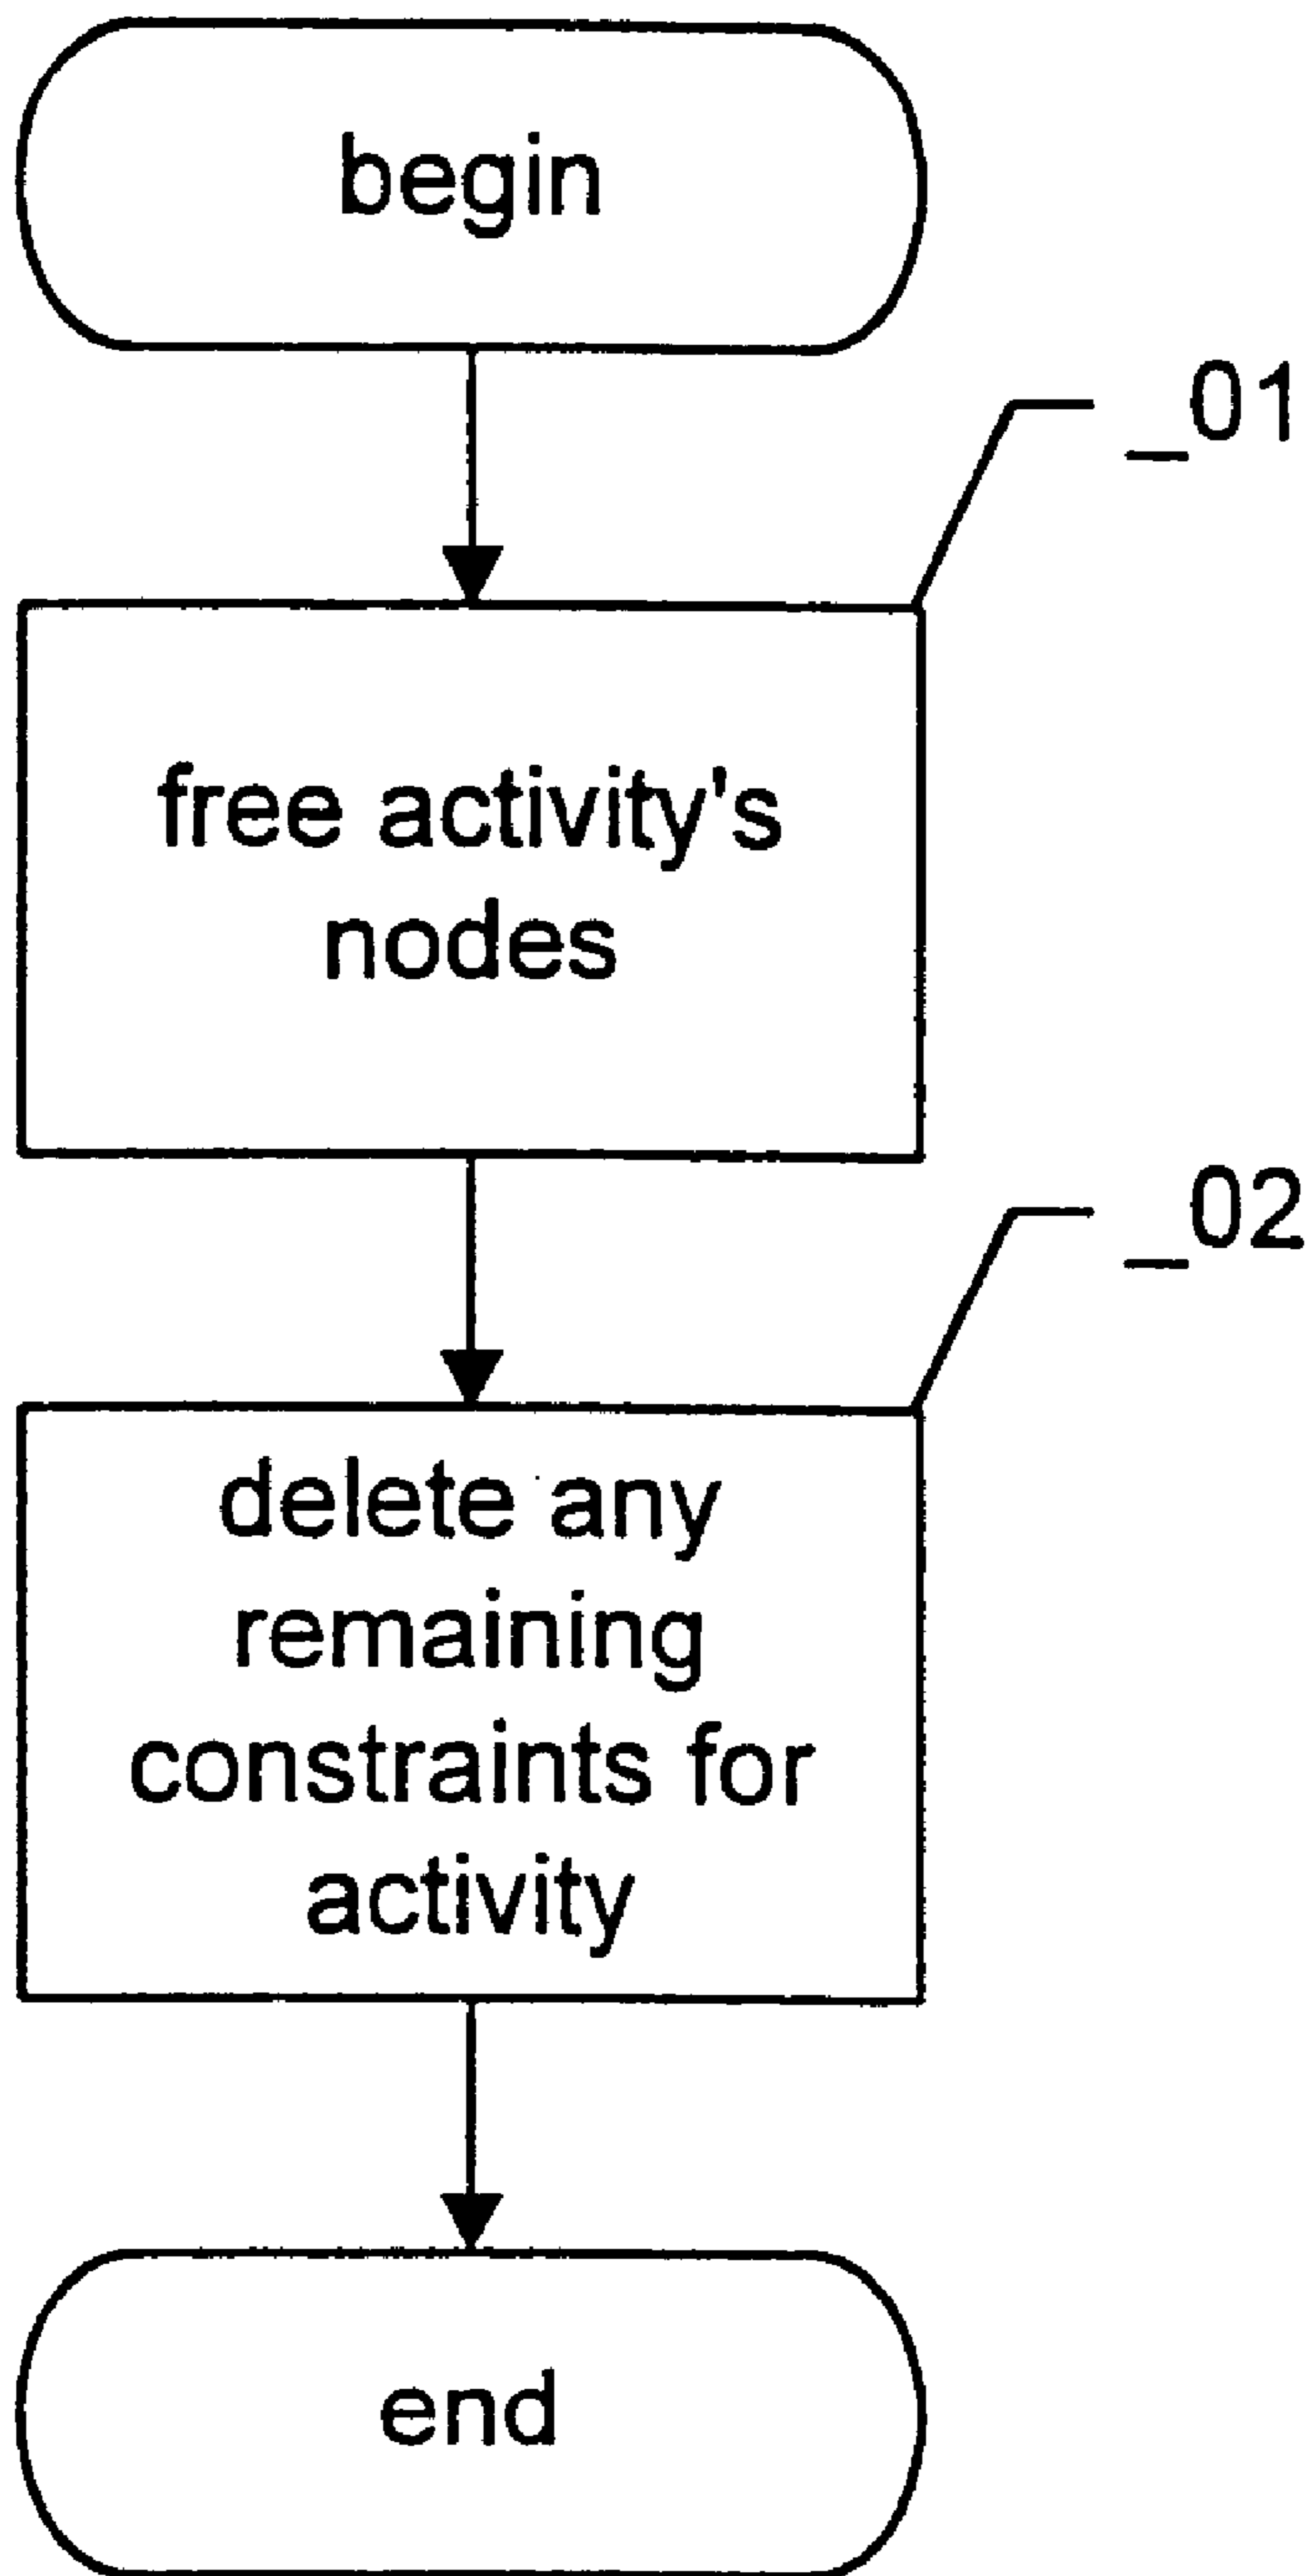 begin
_01
free activity's
nodes
_02
delete any
remaining
constraints for
activity
end